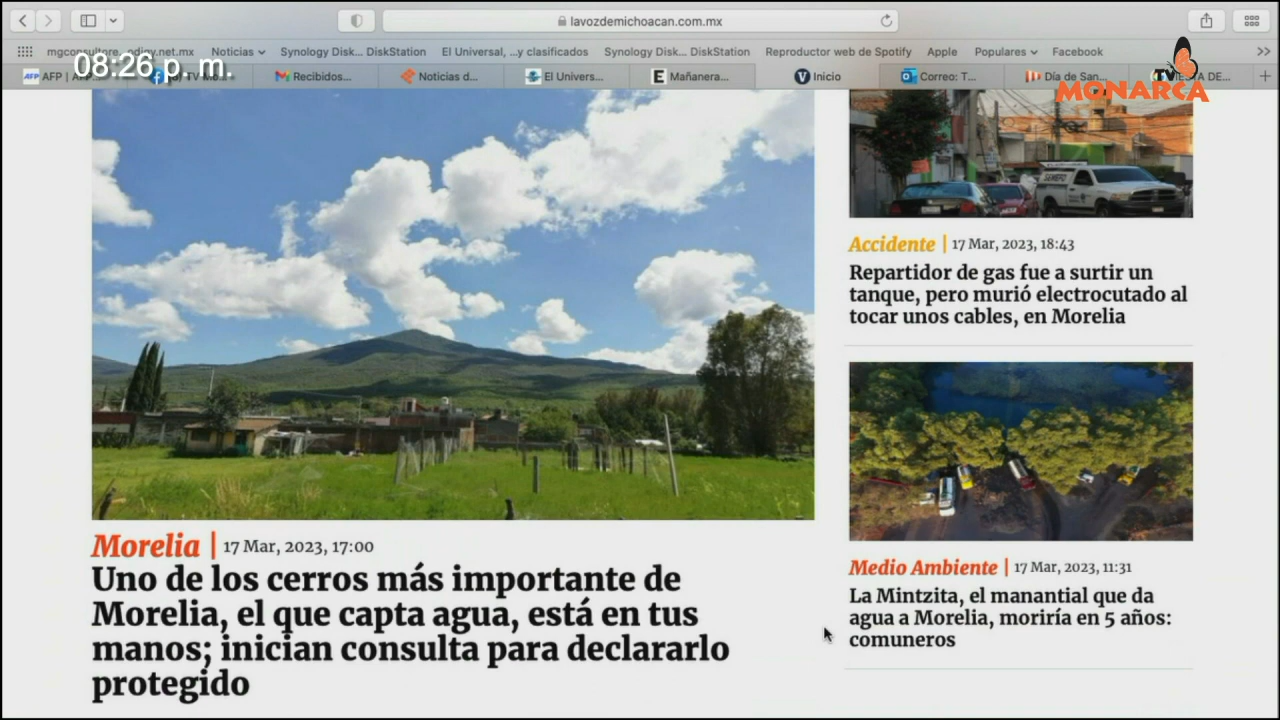 lavozdemichoacan.com.mx
Noticias
Synology Disk... DiskStation
El Universal, ...y clasificados
Synology Disk... DiskStation
Reproductor web de Spotify
Apple
Populares
Facebook
08:26 p. m.
AFP
Recibidos...
Noticias d...
El Univers...
Mañanera...
Inicio
Correo: T...
Día de San...
TV
MONARCA
Accidente | 17 Mar, 2023, 18:43
Repartidor de gas fue a surtir un
tanque, pero murió electrocutado al
tocar unos cables, en Morelia
Morelia | 17 Mar, 2023, 17:00
Uno de los cerros más importante de
Morelia, el que capta agua, está en tus
manos; inician consulta para declararlo
protegido
Medio Ambiente | 17 Mar, 2023, 11:31
La Mintzita, el manantial que da
agua a Morelia, moriría en 5 años:
comuneros